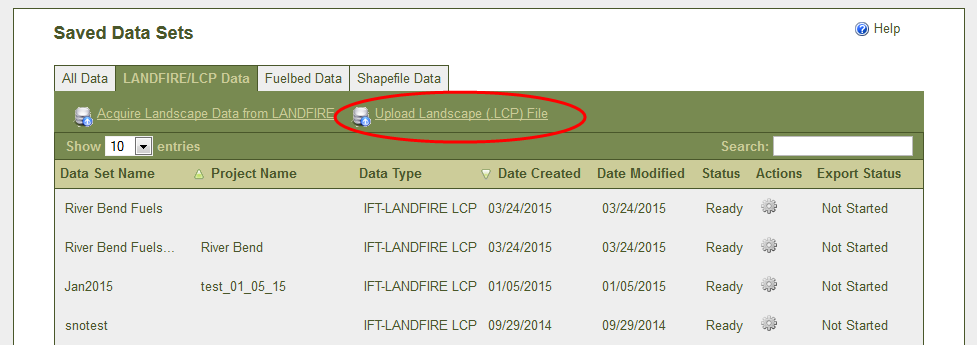 Saved Data Sets
Help
All Data LANDFIRE/LCP Data Fuelbed Data Shapefile Data
Acquire Landscape Data from LANDFIRE Upload Landscape (.LCP) File
Show 10 entries Search:
Data Set Name Project Name Data Type Date Created Date Modified Status Actions Export Status
River Bend Fuels IFT-LANDFIRE LCP 03/24/2015 03/24/2015 Ready Not Started
River Bend Fuels... River Bend IFT-LANDFIRE LCP 03/24/2015 03/24/2015 Ready Not Started
Jan2015 test_01_05_15 IFT-LANDFIRE LCP 01/05/2015 01/05/2015 Ready Not Started
snotest IFT-LANDFIRE LCP 09/29/2014 09/29/2014 Ready Not Started